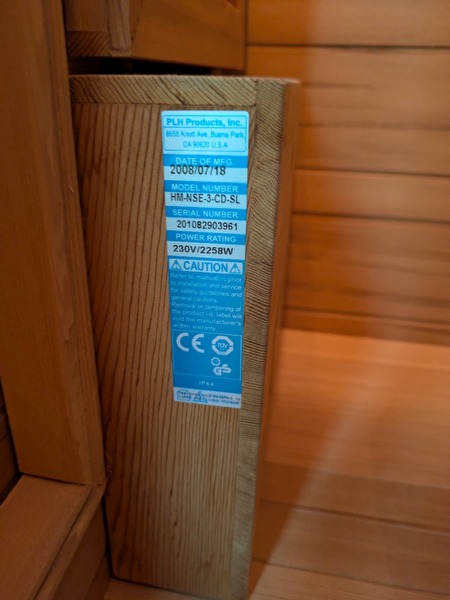 PLH Products, Inc.
6655 Knott Ave. Buena Park,
CA 90620 U.S.A
DATE OF MFG.
2008/07/18
MODEL NUMBER
HM-NSE-3-CD-SL
SERIAL NUMBER
201082903961
POWER RATING
230V/2258W
CAUTION
Refer to manual(s) prior
to installation and service
for safety guidelines and
general cautions.
Removal or tampering of
the product i.d. label will
void the manufacturer's
written warranty.
CE TUV
GS
IPX4